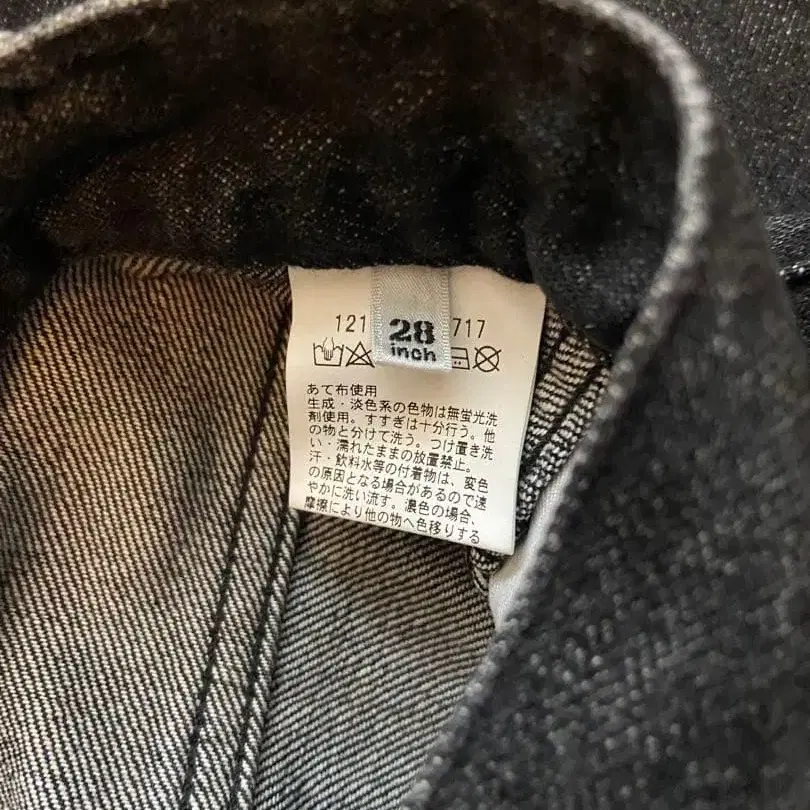 121 28 717
inch
あて布使用
生成・淡色系の色物は無蛍光洗
剤使用。すすぎは十分行う。他
の物と分けて洗う。つけ置き洗
い・濡れたままの放置禁止。
汗・飲料水等の付着物は、変色
の原因となる場合があるので速
やかに洗い流す。濃色の場合、
摩擦により他の物へ色移りする